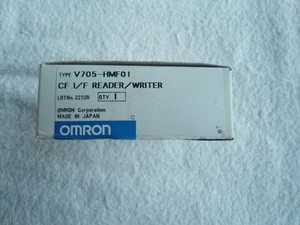 TYPE V705-HMF01
CF I/F READER/WRITER
LOTNo. 2272R QTY. 1
OMRON Corporation
MADE IN JAPAN C
OMRON